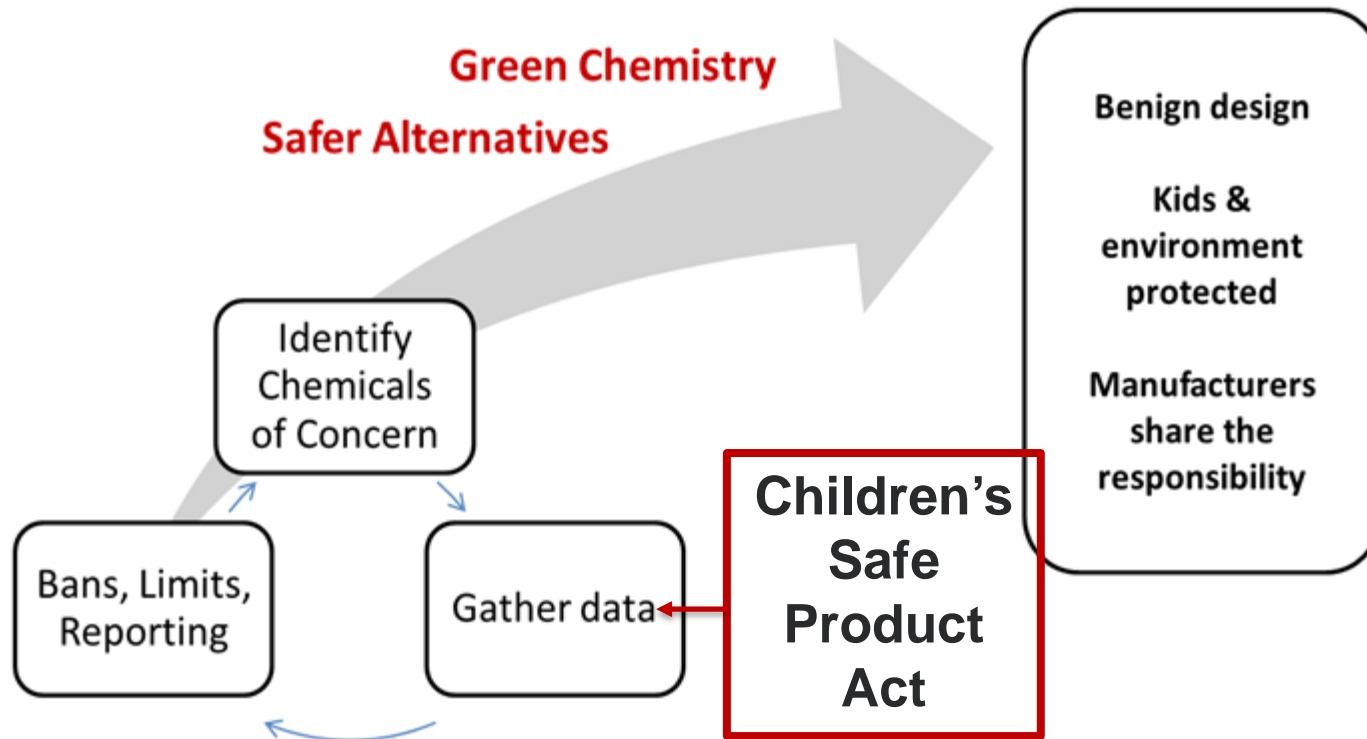 Green Chemistry
Safer Alternatives
Benign design
Kids &
environment
protected
Manufacturers
share the
responsibility
Identify
Chemicals
of Concern
Bans, Limits,
Reporting
Gather data
Children’s
Safe
Product
Act